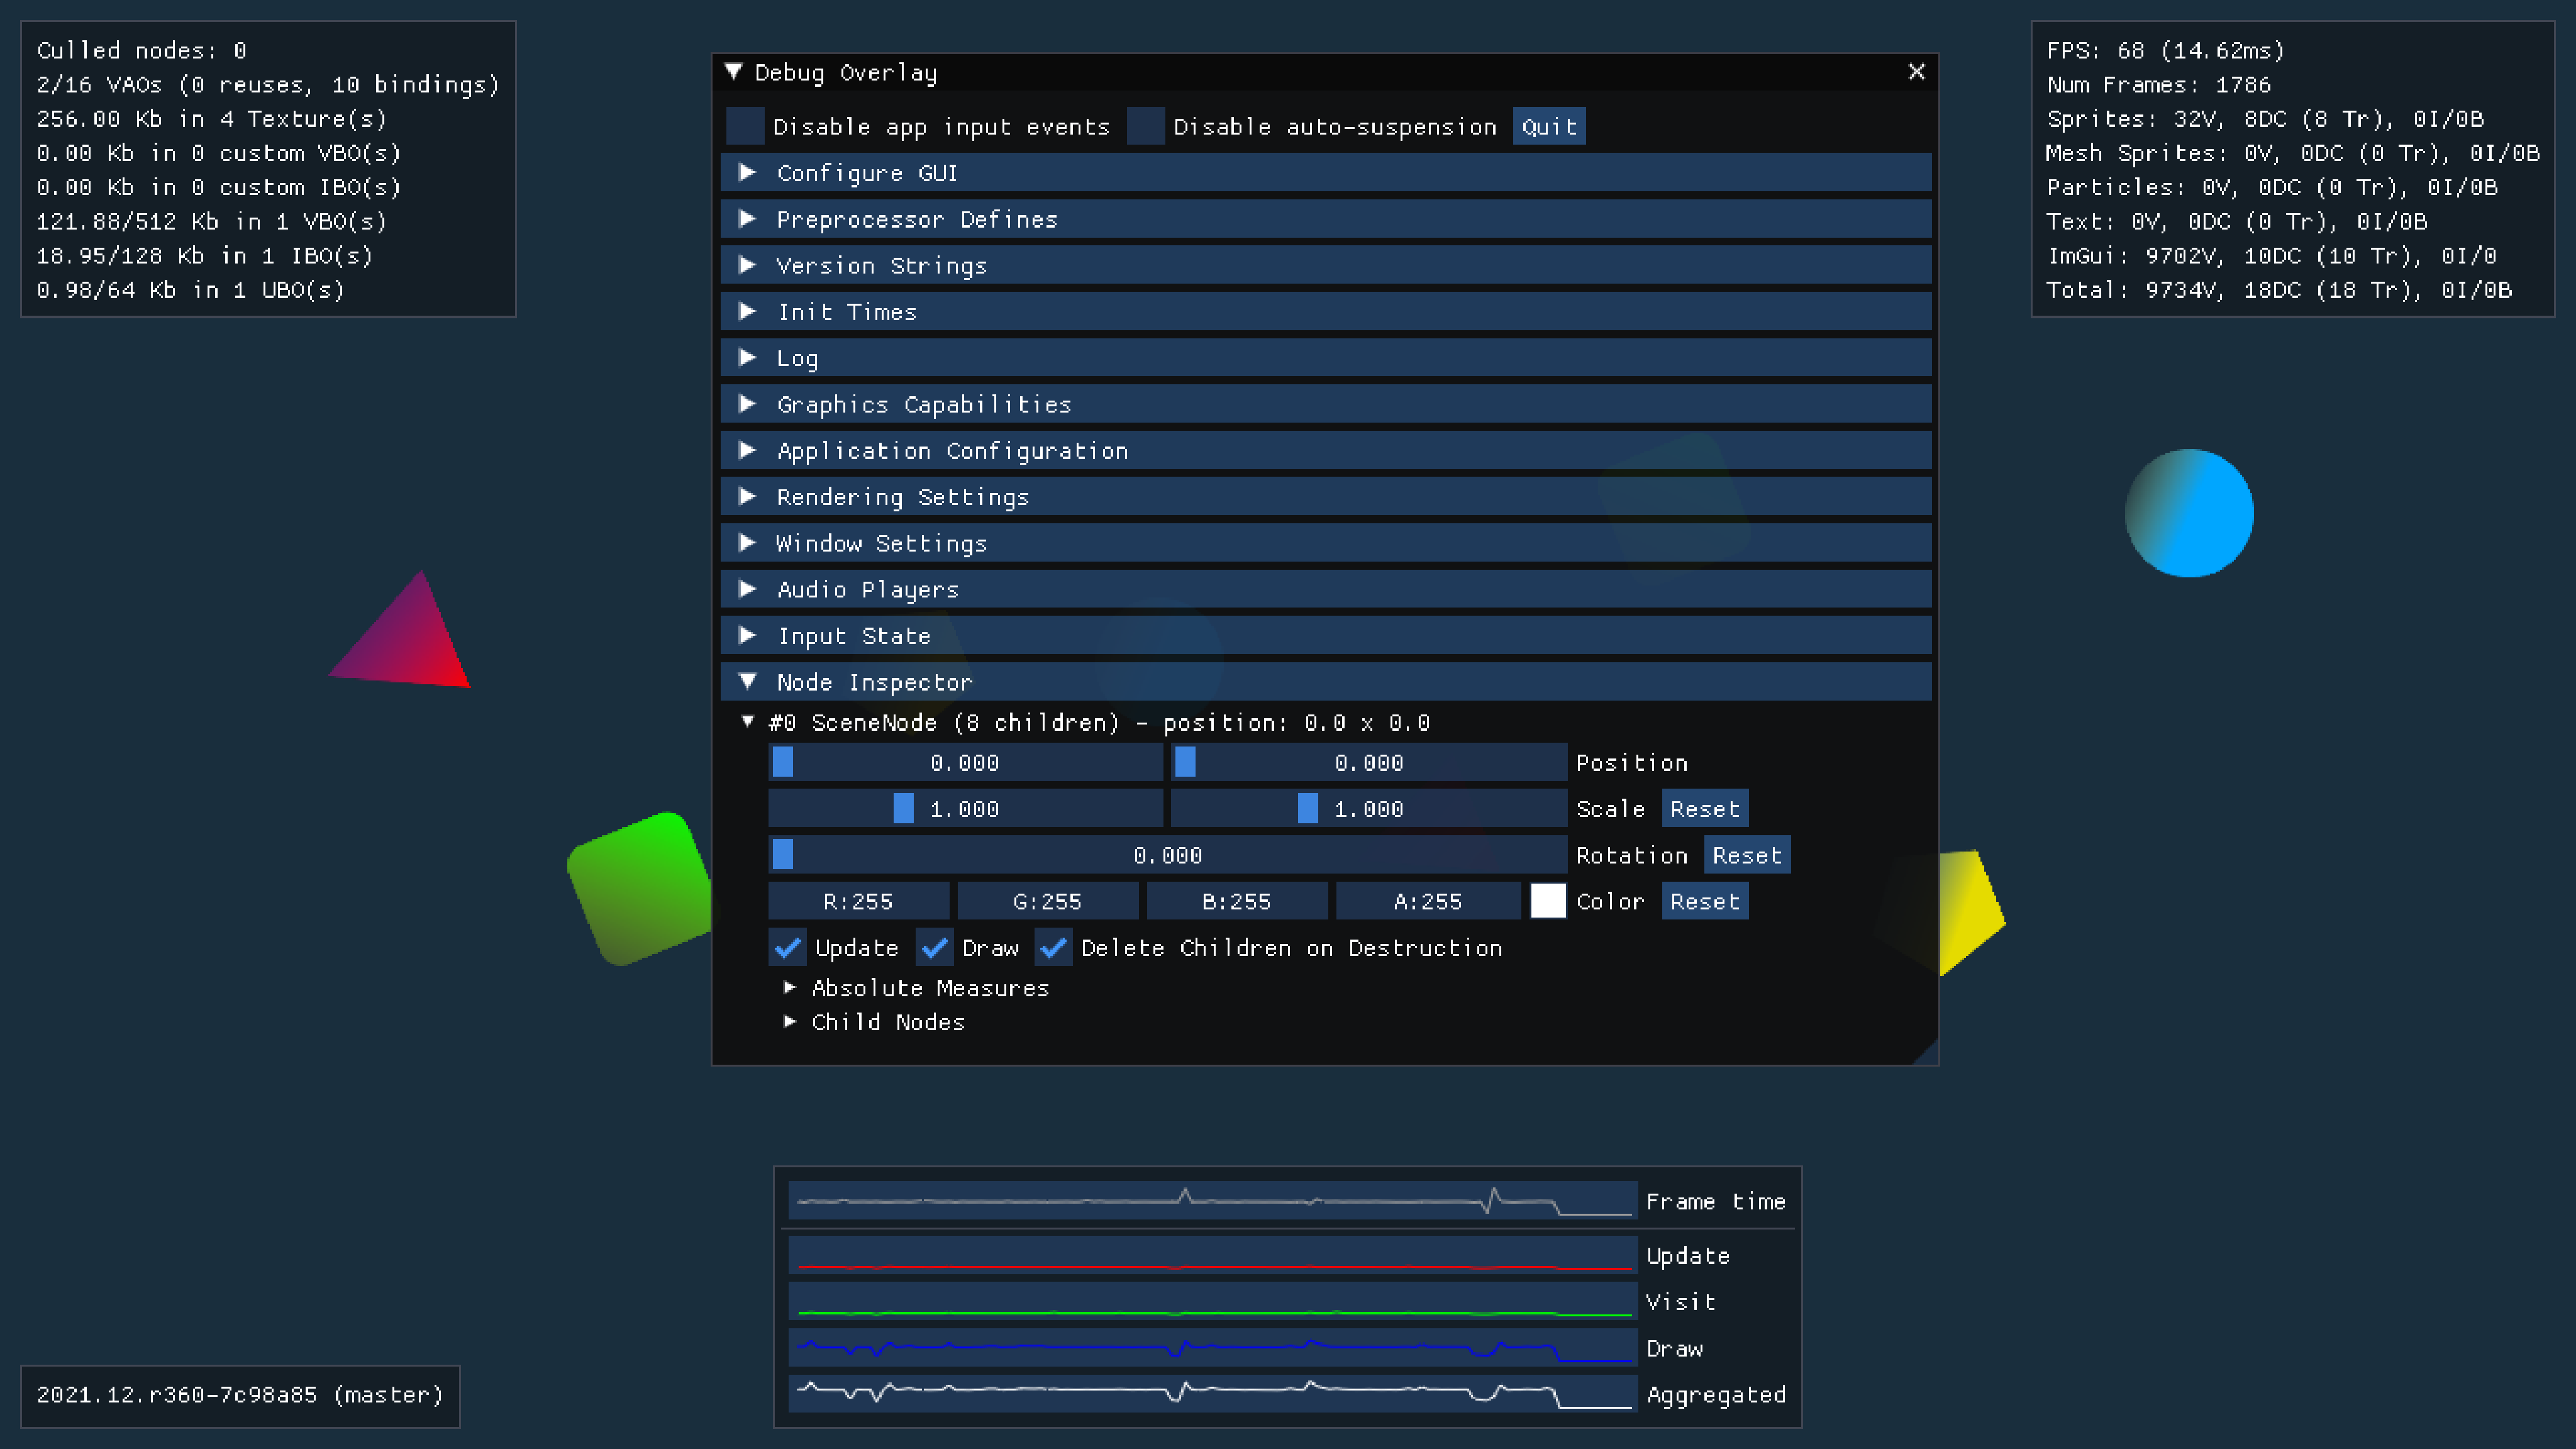 Culled nodes: 0
2/16 VAOs (0 reuses, 10 bindings)
256.00 Kb in 4 Texture(s)
0.00 Kb in 0 custom VBO(s)
0.00 Kb in 0 custom IBO(s)
121.88/512 Kb in 1 VBO(s)
18.95/128 Kb in 1 IBO(s)
0.98/64 Kb in 1 UBO(s)
Debug Overlay
Disable app input events Disable auto-suspension Quit
Configure GUI
Preprocessor Defines
Version Strings
Init Times
Log
Graphics Capabilities
Application Configuration
Rendering Settings
Window Settings
Audio Players
Input State
Node Inspector
#0 SceneNode (8 children) - position: 0.0 x 0.0
0.000 0.000 Position
1.000 1.000 Scale Reset
0.000 Rotation Reset
R:255 G:255 B:255 A:255 Color Reset
Update Draw Delete Children on Destruction
Absolute Measures
Child Nodes
FPS: 68 (14.62ms)
Num Frames: 1786
Sprites: 32V, 8DC (8 Tr), 0I/0B
Mesh Sprites: 0V, 0DC (0 Tr), 0I/0B
Particles: 0V, 0DC (0 Tr), 0I/0B
Text: 0V, 0DC (0 Tr), 0I/0B
ImGui: 9702V, 10DC (10 Tr), 0I/0
Total: 9734V, 18DC (18 Tr), 0I/0B
Frame time
Update
Visit
Draw
Aggregated
2021.12.r360-7c98a85 (master)